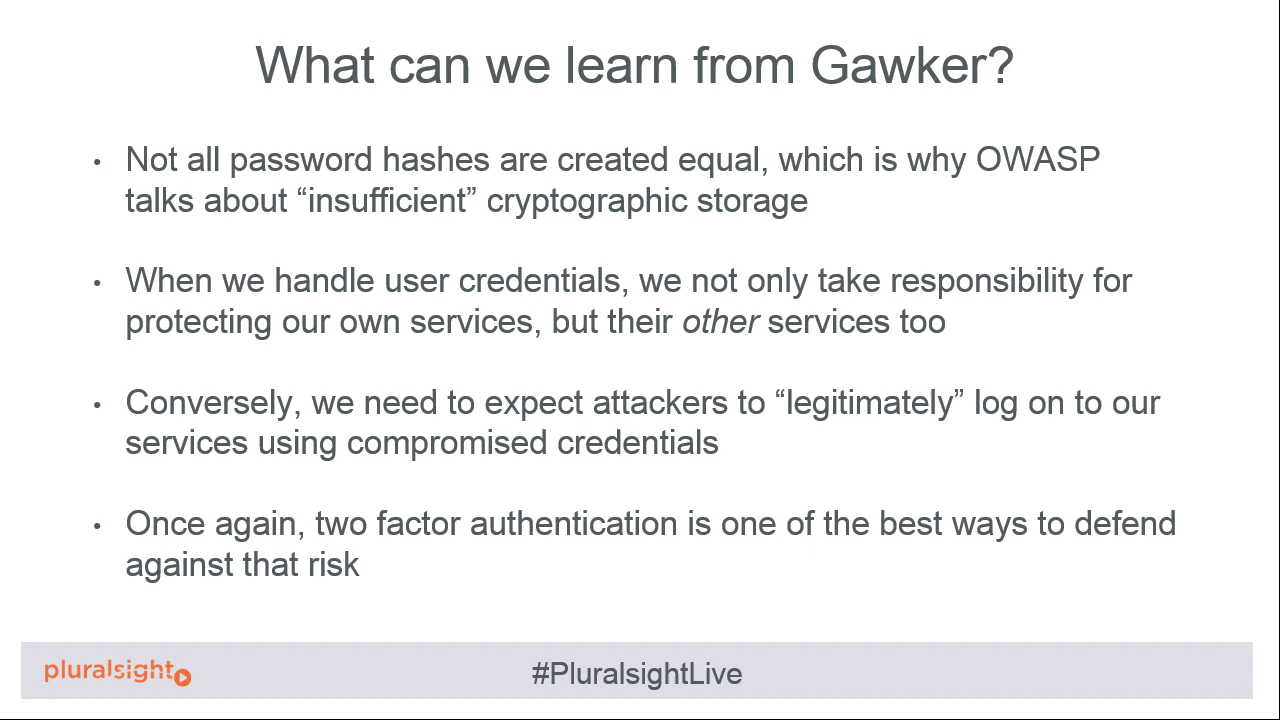 What can we learn from Gawker?
• Not all password hashes are created equal, which is why OWASP
talks about “insufficient” cryptographic storage
• When we handle user credentials, we not only take responsibility for
protecting our own services, but their other services too
• Conversely, we need to expect attackers to “legitimately” log on to our
services using compromised credentials
• Once again, two factor authentication is one of the best ways to defend
against that risk
pluralsight
#PluralsightLive